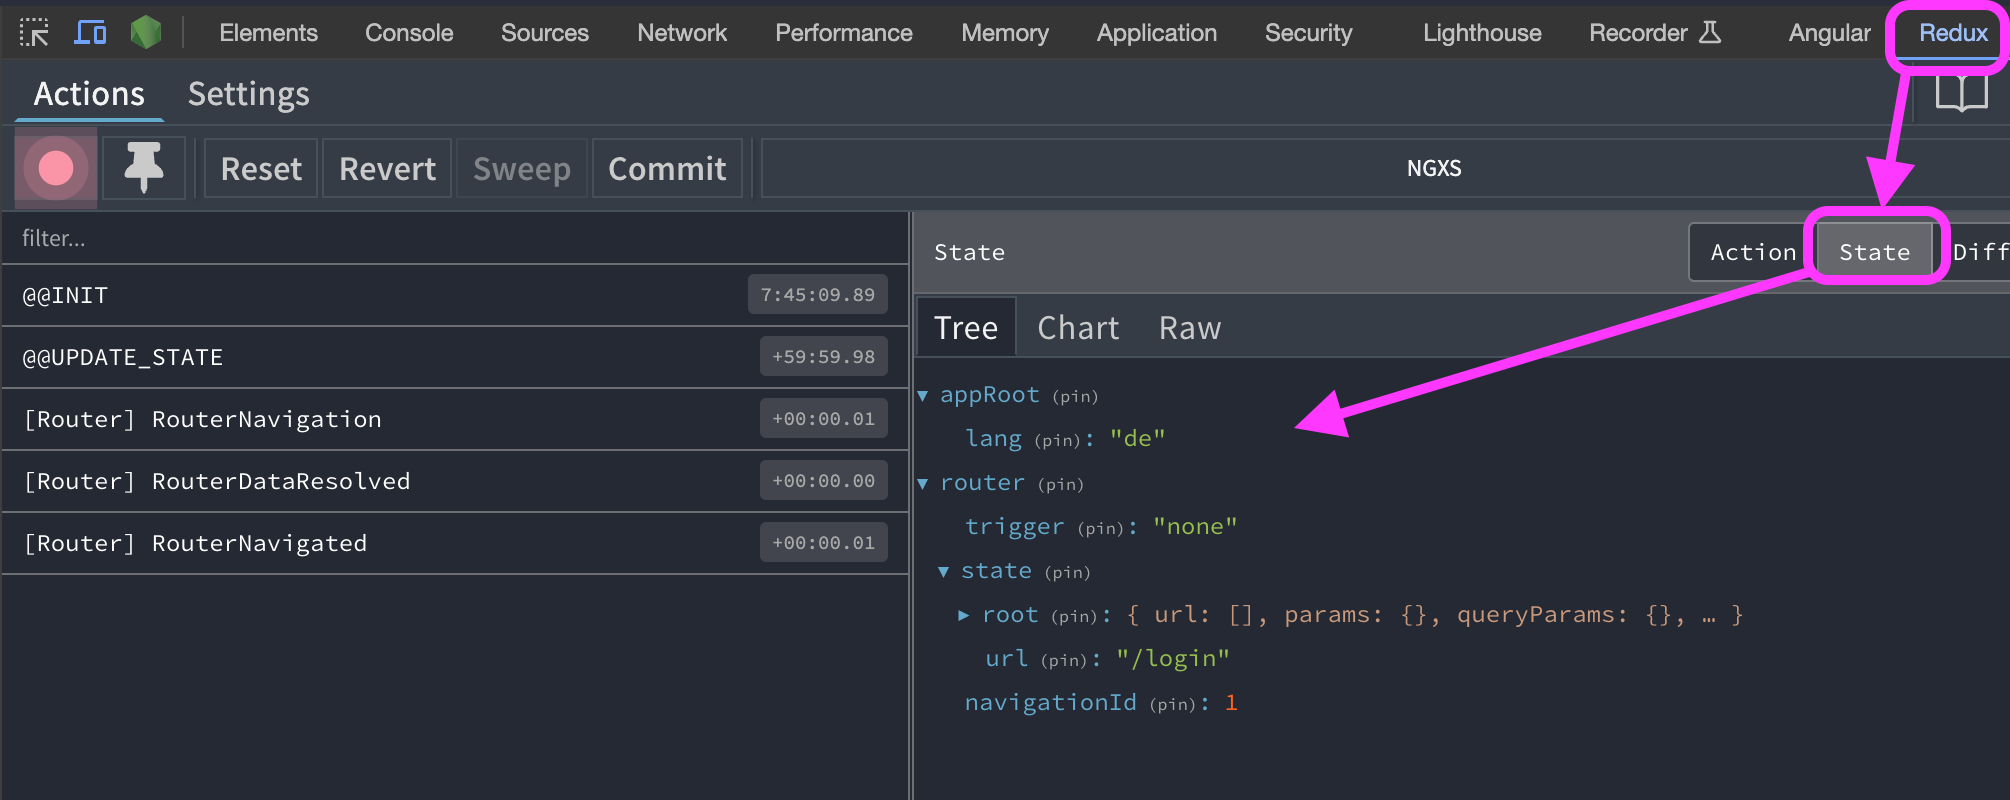 Elements Console Sources Network Performance Memory Application Security Lighthouse Recorder Angular Redux
Actions Settings
Reset Revert Sweep Commit NGXS
filter...
@@INIT 7:45:09.89
@@UPDATE_STATE +59:59.98
[Router] RouterNavigation +00:00.01
[Router] RouterDataResolved +00:00.00
[Router] RouterNavigated +00:00.01
State Action State Diff
Tree Chart Raw
▼ appRoot (pin)
lang (pin): "de"
▼ router (pin)
trigger (pin): "none"
▼ state (pin)
▶ root (pin): { url: [], params: {}, queryParams: {}, … }
url (pin): "/login"
navigationId (pin): 1